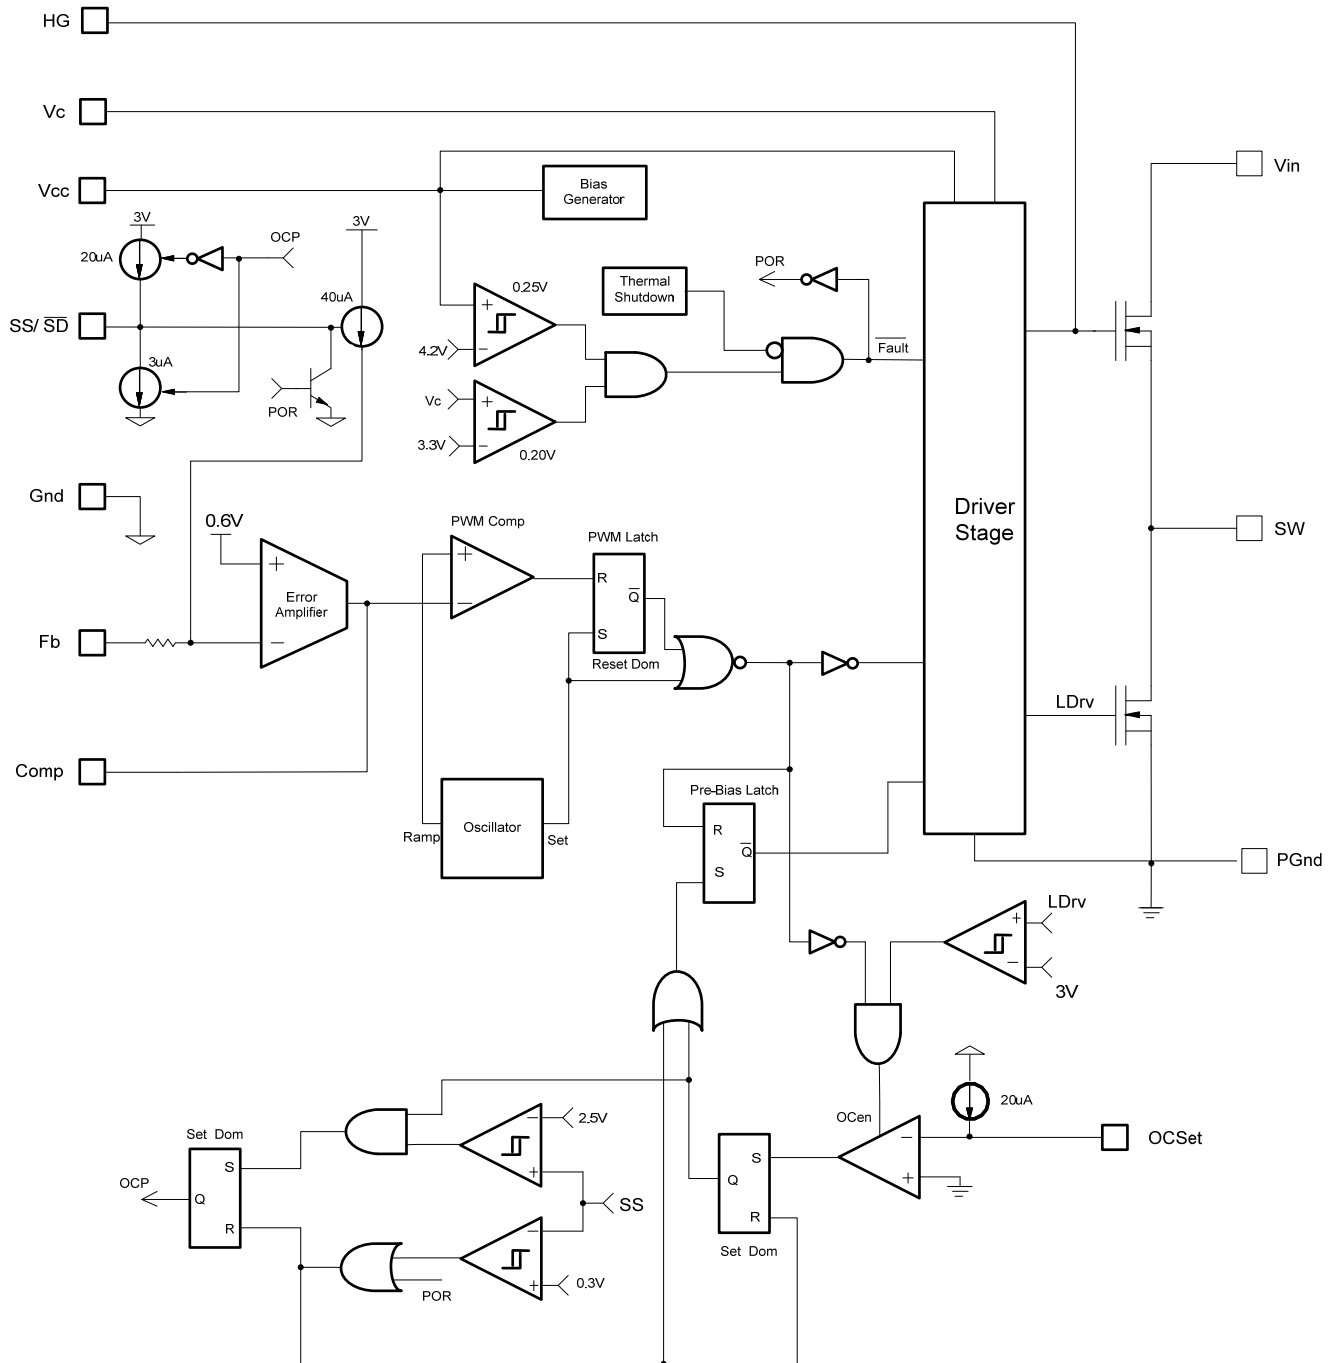 HG
Vc
Vin
Vcc
Bias
Generator
3V
3V
OCP
20uA
POR
Thermal
Shutdown
0.25V
40uA
SS/ SD
4.2V
Fault
3uA
POR
Vc
3.3V
0.20V
Gnd
Driver
Stage
0.6V
PWM Comp
SW
PWM Latch
+
+
R
Q
Error
Amplifier
−
S
Fb
−
Reset Dom
LDrv
Comp
Pre-Bias Latch
Ramp
Oscillator
Set
R
Q
S
PGnd
LDrv
+
−
3V
20uA
OCen
2.5V
−
−
OCSet
Set Dom
S
S
+
+
OCP
Q
Q
SS
R
R
−
Set Dom
0.3V
+
POR
+
−
+
−